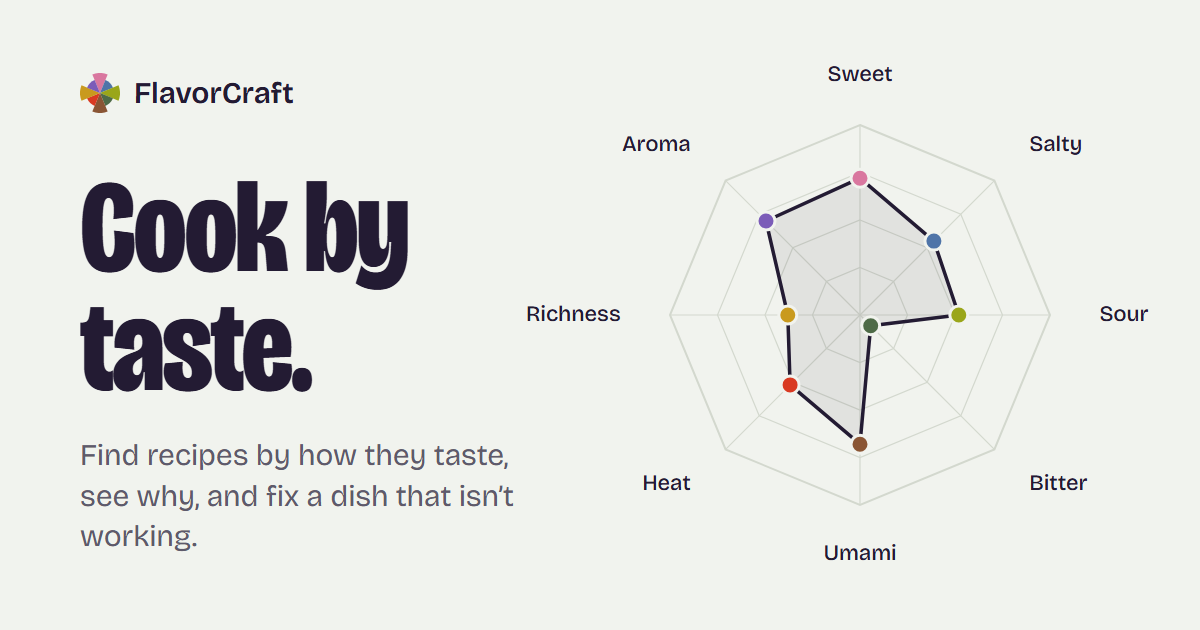 FlavorCraft
Cook by
taste.
Find recipes by how they taste,
see why, and fix a dish that isn’t
working.
Sweet
Salty
Sour
Bitter
Umami
Heat
Richness
Aroma